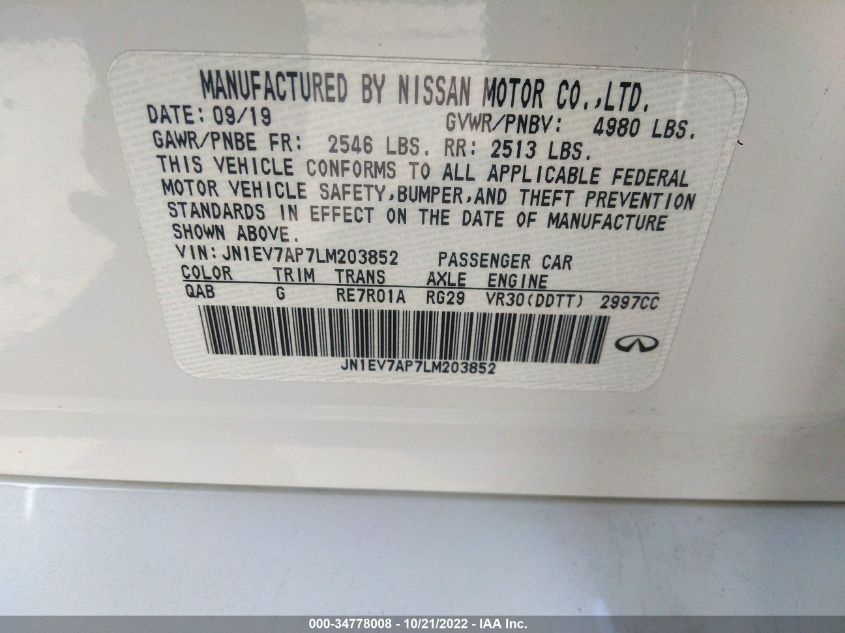 MANUFACTURED BY NISSAN MOTOR CO.,LTD.
DATE: 09/19 GVWR/PNBV: 4980 LBS.
GAWR/PNBE FR: 2546 LBS. RR: 2513 LBS.
THIS VEHICLE CONFORMS TO ALL APPLICABLE FEDERAL
MOTOR VEHICLE SAFETY,BUMPER,AND THEFT PREVENTION
STANDARDS IN EFFECT ON THE DATE OF MANUFACTURE
SHOWN ABOVE.
VIN: JN1EV7AP7LM203852 PASSENGER CAR
COLOR TRIM TRANS AXLE ENGINE
QAB G RE7R01A RG29 VR30(DDTT) 2997CC
JN1EV7AP7LM203852
000-34778008 - 10/21/2022 - IAA Inc.